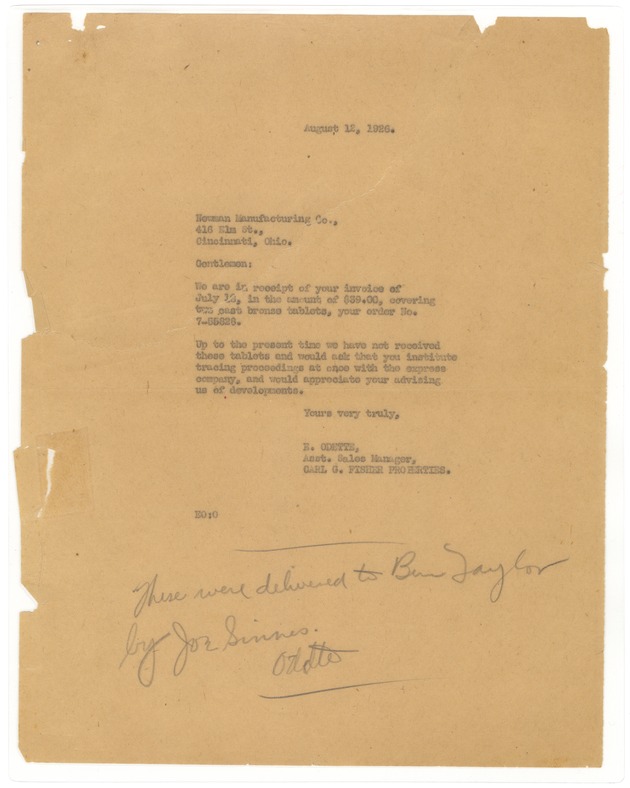 August 12, 1926.
Newman Manufacturing Co.,
416 Elm St.,
Cincinnati, Ohio.
Gentlemen:
We are in receipt of your invoice of
July 13, in the amount of $39.00, covering
two cast bronze tablets, your order No.
7-85828.
Up to the present time we have not received
these tablets and would ask that you institute
tracing proceedings at once with the express
company, and would appreciate your advising
us of developments.
Yours very truly,
E. ODETTE,
Asst. Sales Manager,
CARL G. FISHER PROPERTIES.
EO:O
These were delivered to Ben Taylor
by Joe Sinnes.
Odette